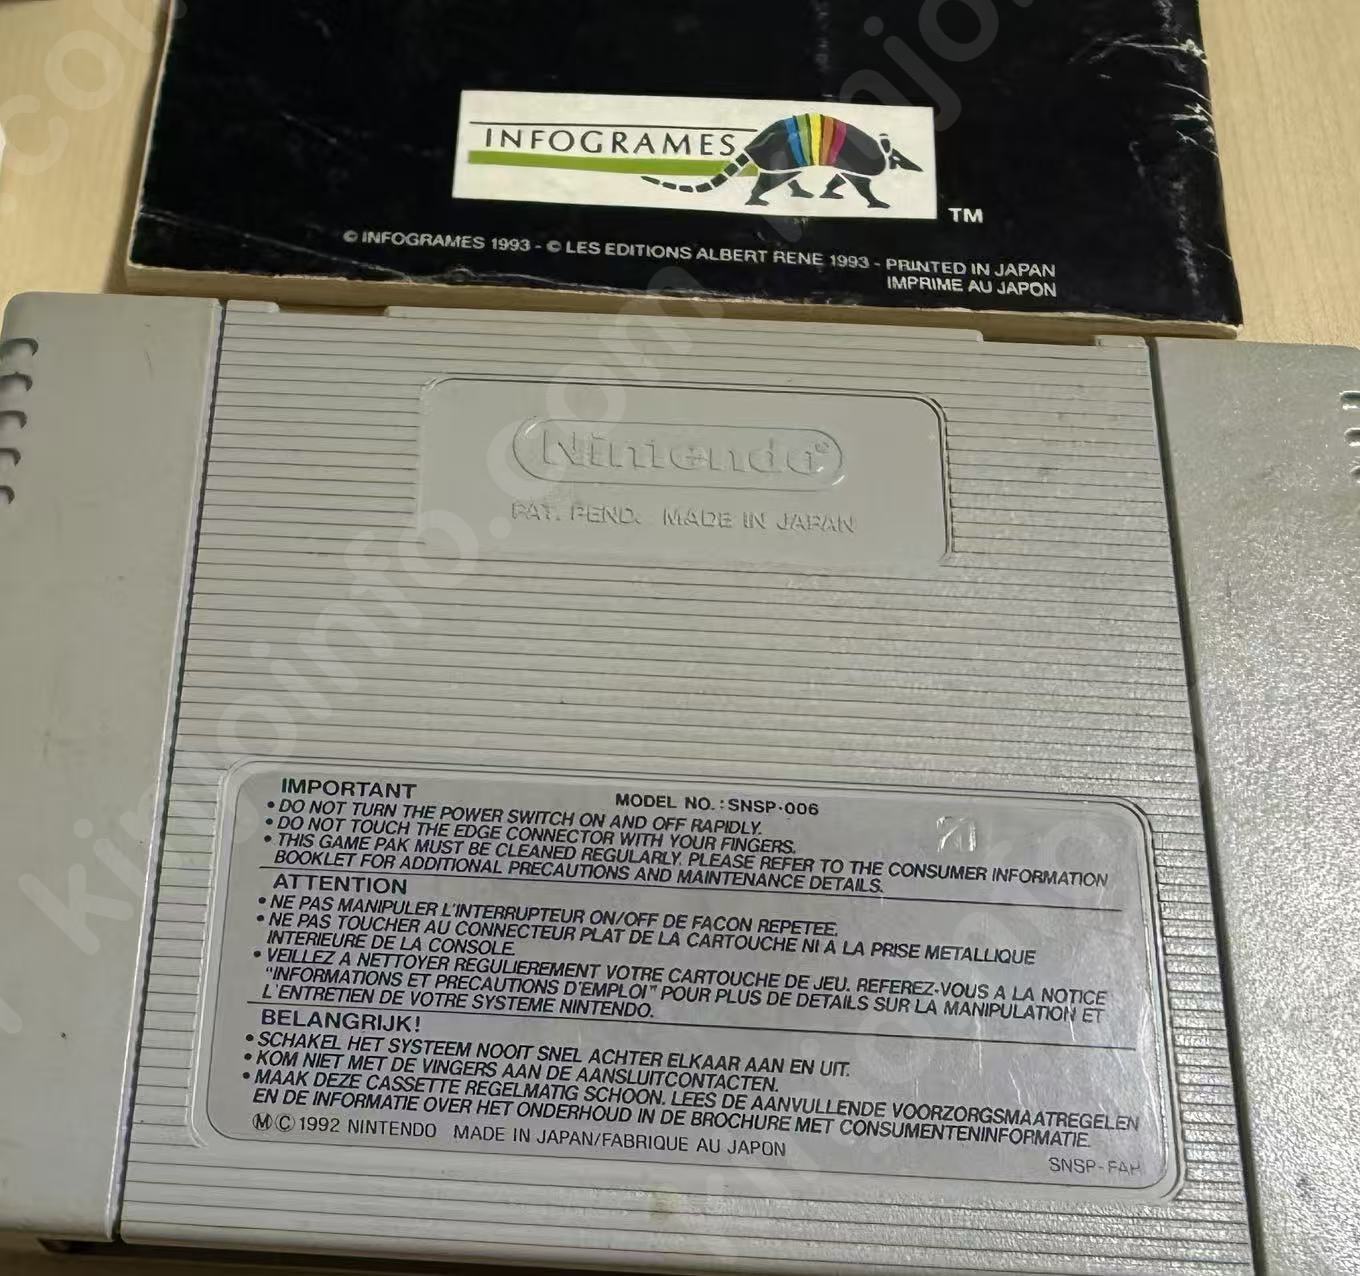 INFOGRAMES
TM
© INFOGRAMES 1993 - © LES EDITIONS ALBERT RENE 1993 - PRINTED IN JAPAN
IMPRIME AU JAPON
Nintendo®
PAT. PEND. MADE IN JAPAN
IMPORTANT
MODEL NO. : SNSP-006
• DO NOT TURN THE POWER SWITCH ON AND OFF RAPIDLY.
• DO NOT TOUCH THE EDGE CONNECTOR WITH YOUR FINGERS.
• THIS GAME PAK MUST BE CLEANED REGULARLY. PLEASE REFER TO THE CONSUMER INFORMATION
BOOKLET FOR ADDITIONAL PRECAUTIONS AND MAINTENANCE DETAILS.
ATTENTION
• NE PAS MANIPULER L'INTERRUPTEUR ON/OFF DE FACON REPETEE.
• NE PAS TOUCHER AU CONNECTEUR PLAT DE LA CARTOUCHE NI A LA PRISE METALLIQUE
INTERIEURE DE LA CONSOLE.
• VEILLEZ A NETTOYER REGULIEREMENT VOTRE CARTOUCHE DE JEU. REFEREZ-VOUS A LA NOTICE
"INFORMATIONS ET PRECAUTIONS D'EMPLOI" POUR PLUS DE DETAILS SUR LA MANIPULATION ET
L'ENTRETIEN DE VOTRE SYSTEME NINTENDO.
BELANGRIJK!
• SCHAKEL HET SYSTEEM NOOIT SNEL ACHTER ELKAAR AAN EN UIT.
• KOM NIET MET DE VINGERS AAN DE AANSLUITCONTACTEN.
• MAAK DEZE CASSETTE REGELMATIG SCHOON. LEES DE AANVULLENDE VOORZORGSMAATREGELEN
EN DE INFORMATIE OVER HET ONDERHOUD IN DE BROCHURE MET CONSUMENTENINFORMATIE.
Ⓜ © 1992 NINTENDO MADE IN JAPAN/FABRIQUE AU JAPON
SNSP-FAH
kinjoinfo.com